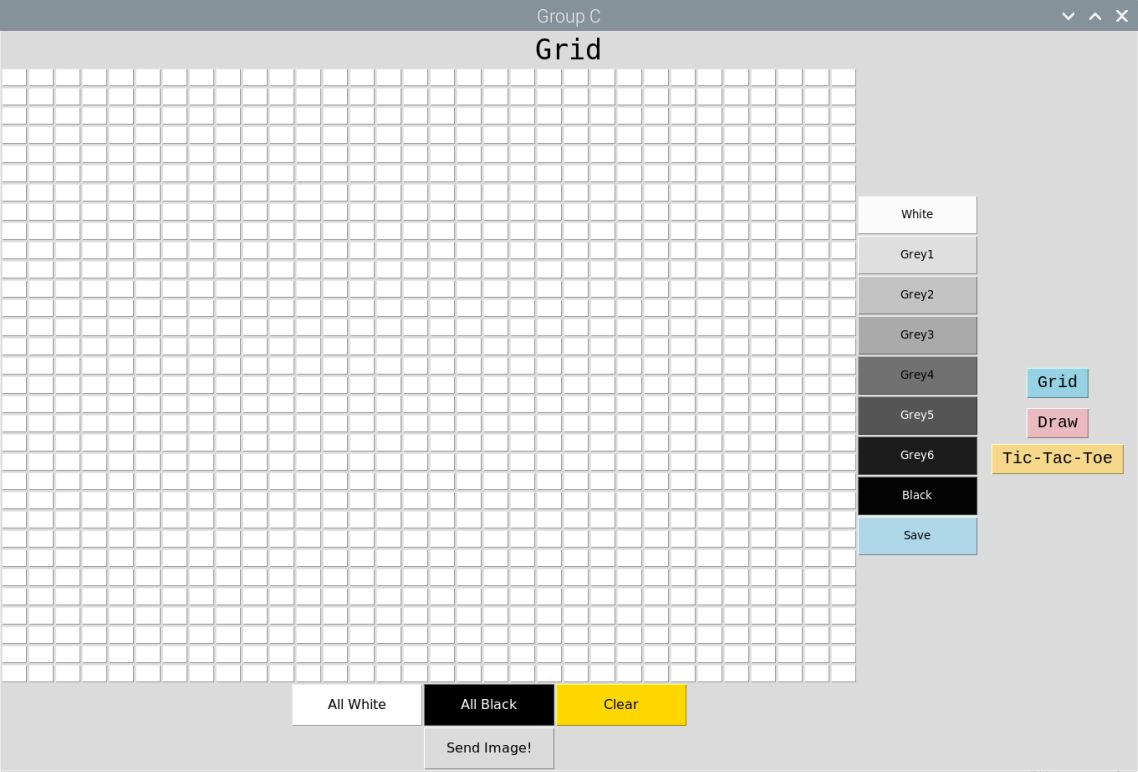 Group C
Grid
White
Grey1
Grey2
Grey3
Grey4
Grey5
Grey6
Black
Save
Grid
Draw
Tic-Tac-Toe
All White
All Black
Clear
Send Image!